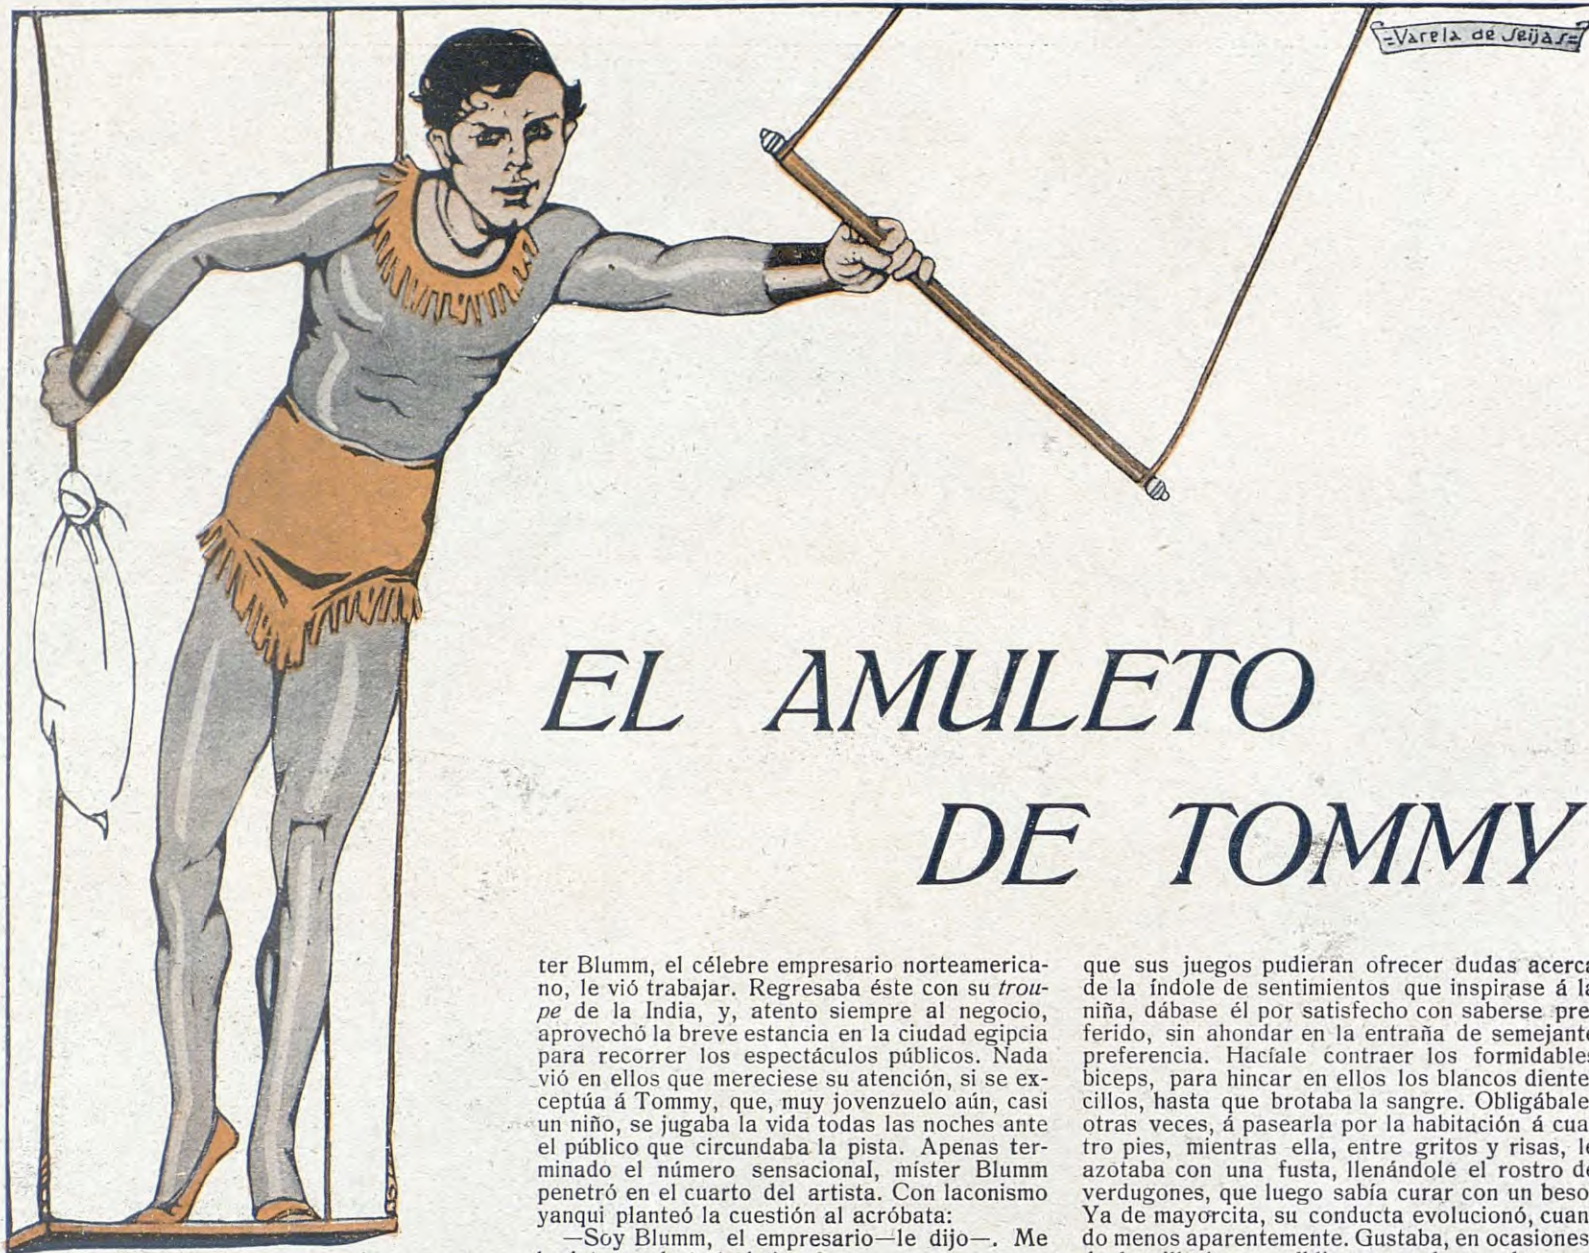 =Varela de Seijas=
EL AMULETO
DE TOMMY
ter Blumm, el célebre empresario norteamerica-
no, le vió trabajar. Regresaba éste con su trou-
pe de la India, y, atento siempre al negocio,
aprovechó la breve estancia en la ciudad egipcia
para recorrer los espectáculos públicos. Nada
vió en ellos que mereciese su atención, si se ex-
ceptúa á Tommy, que, muy jovenzuelo aún, casi
un niño, se jugaba la vida todas las noches ante
el público que circundaba la pista. Apenas ter-
minado el número sensacional, míster Blumm
penetró en el cuarto del artista. Con laconismo
yanqui planteó la cuestión al acróbata:
—Soy Blumm, el empresario—le dijo—. Me
que sus juegos pudieran ofrecer dudas acerca
de la índole de sentimientos que inspirase á la
niña, dábase él por satisfecho con saberse pre
ferido, sin ahondar en la entraña de semejante
preferencia. Hacíale contraer los formidables
biceps, para hincar en ellos los blancos diente
cillos, hasta que brotaba la sangre. Obligábale,
otras veces, á pasearla por la habitación á cua
tro pies, mientras ella, entre gritos y risas, le
azotaba con una fusta, llenándole el rostro de
verdugones, que luego sabía curar con un beso.
Ya de mayorcita, su conducta evolucionó, cuan
do menos aparentemente. Gustaba, en ocasiones,